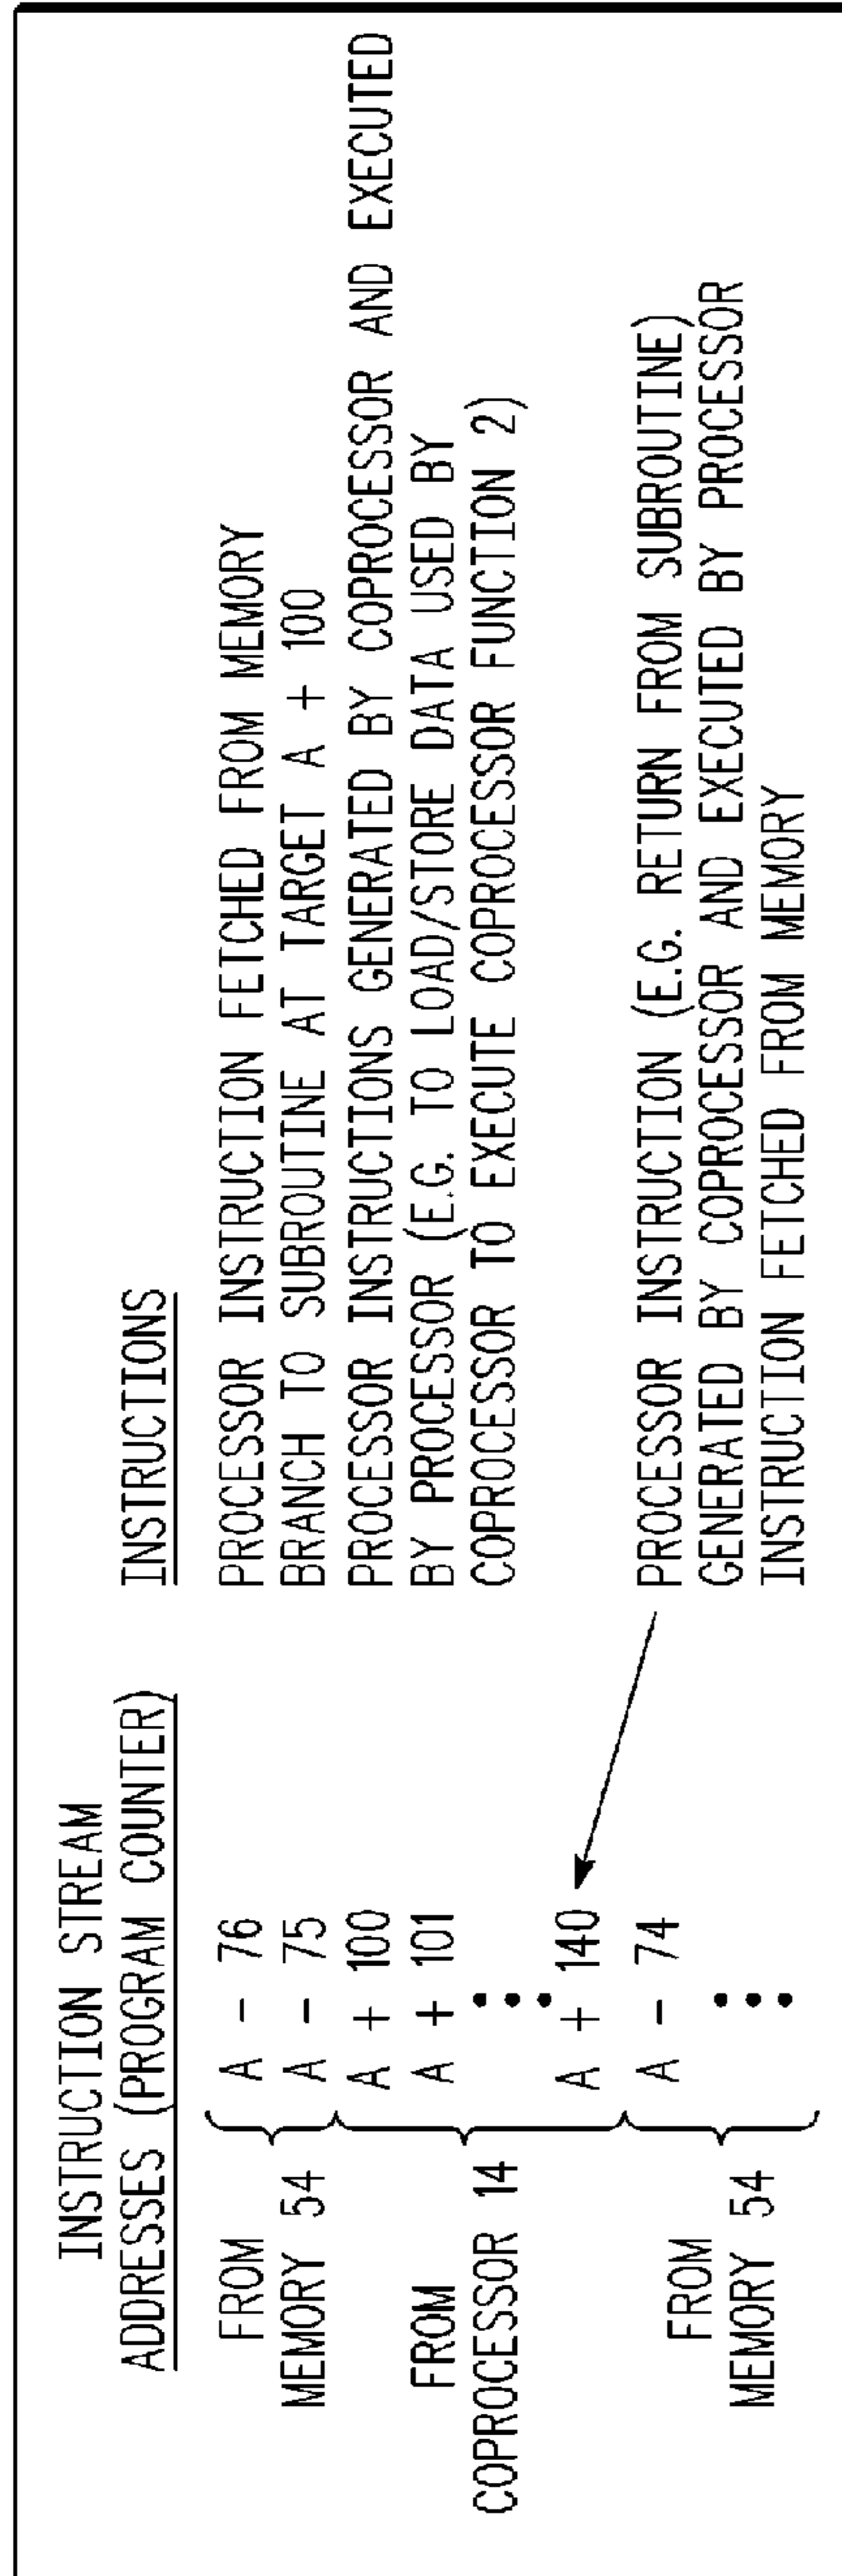 INSTRUCTION STREAM
ADDRESSES (PROGRAM COUNTER)
INSTRUCTIONS
FROM
MEMORY 54
A - 76
PROCESSOR INSTRUCTION FETCHED FROM MEMORY
A - 75
BRANCH TO SUBROUTINE AT TARGET A + 100
FROM
COPROCESSOR 14
A + 100
PROCESSOR INSTRUCTIONS GENERATED BY COPROCESSOR AND EXECUTED
A + 101
BY PROCESSOR (E.G. TO LOAD/STORE DATA USED BY
COPROCESSOR TO EXECUTE COPROCESSOR FUNCTION 2)
A + 140
FROM
MEMORY 54
A - 74
PROCESSOR INSTRUCTION (E.G. RETURN FROM SUBROUTINE)
GENERATED BY COPROCESSOR AND EXECUTED BY PROCESSOR
INSTRUCTION FETCHED FROM MEMORY